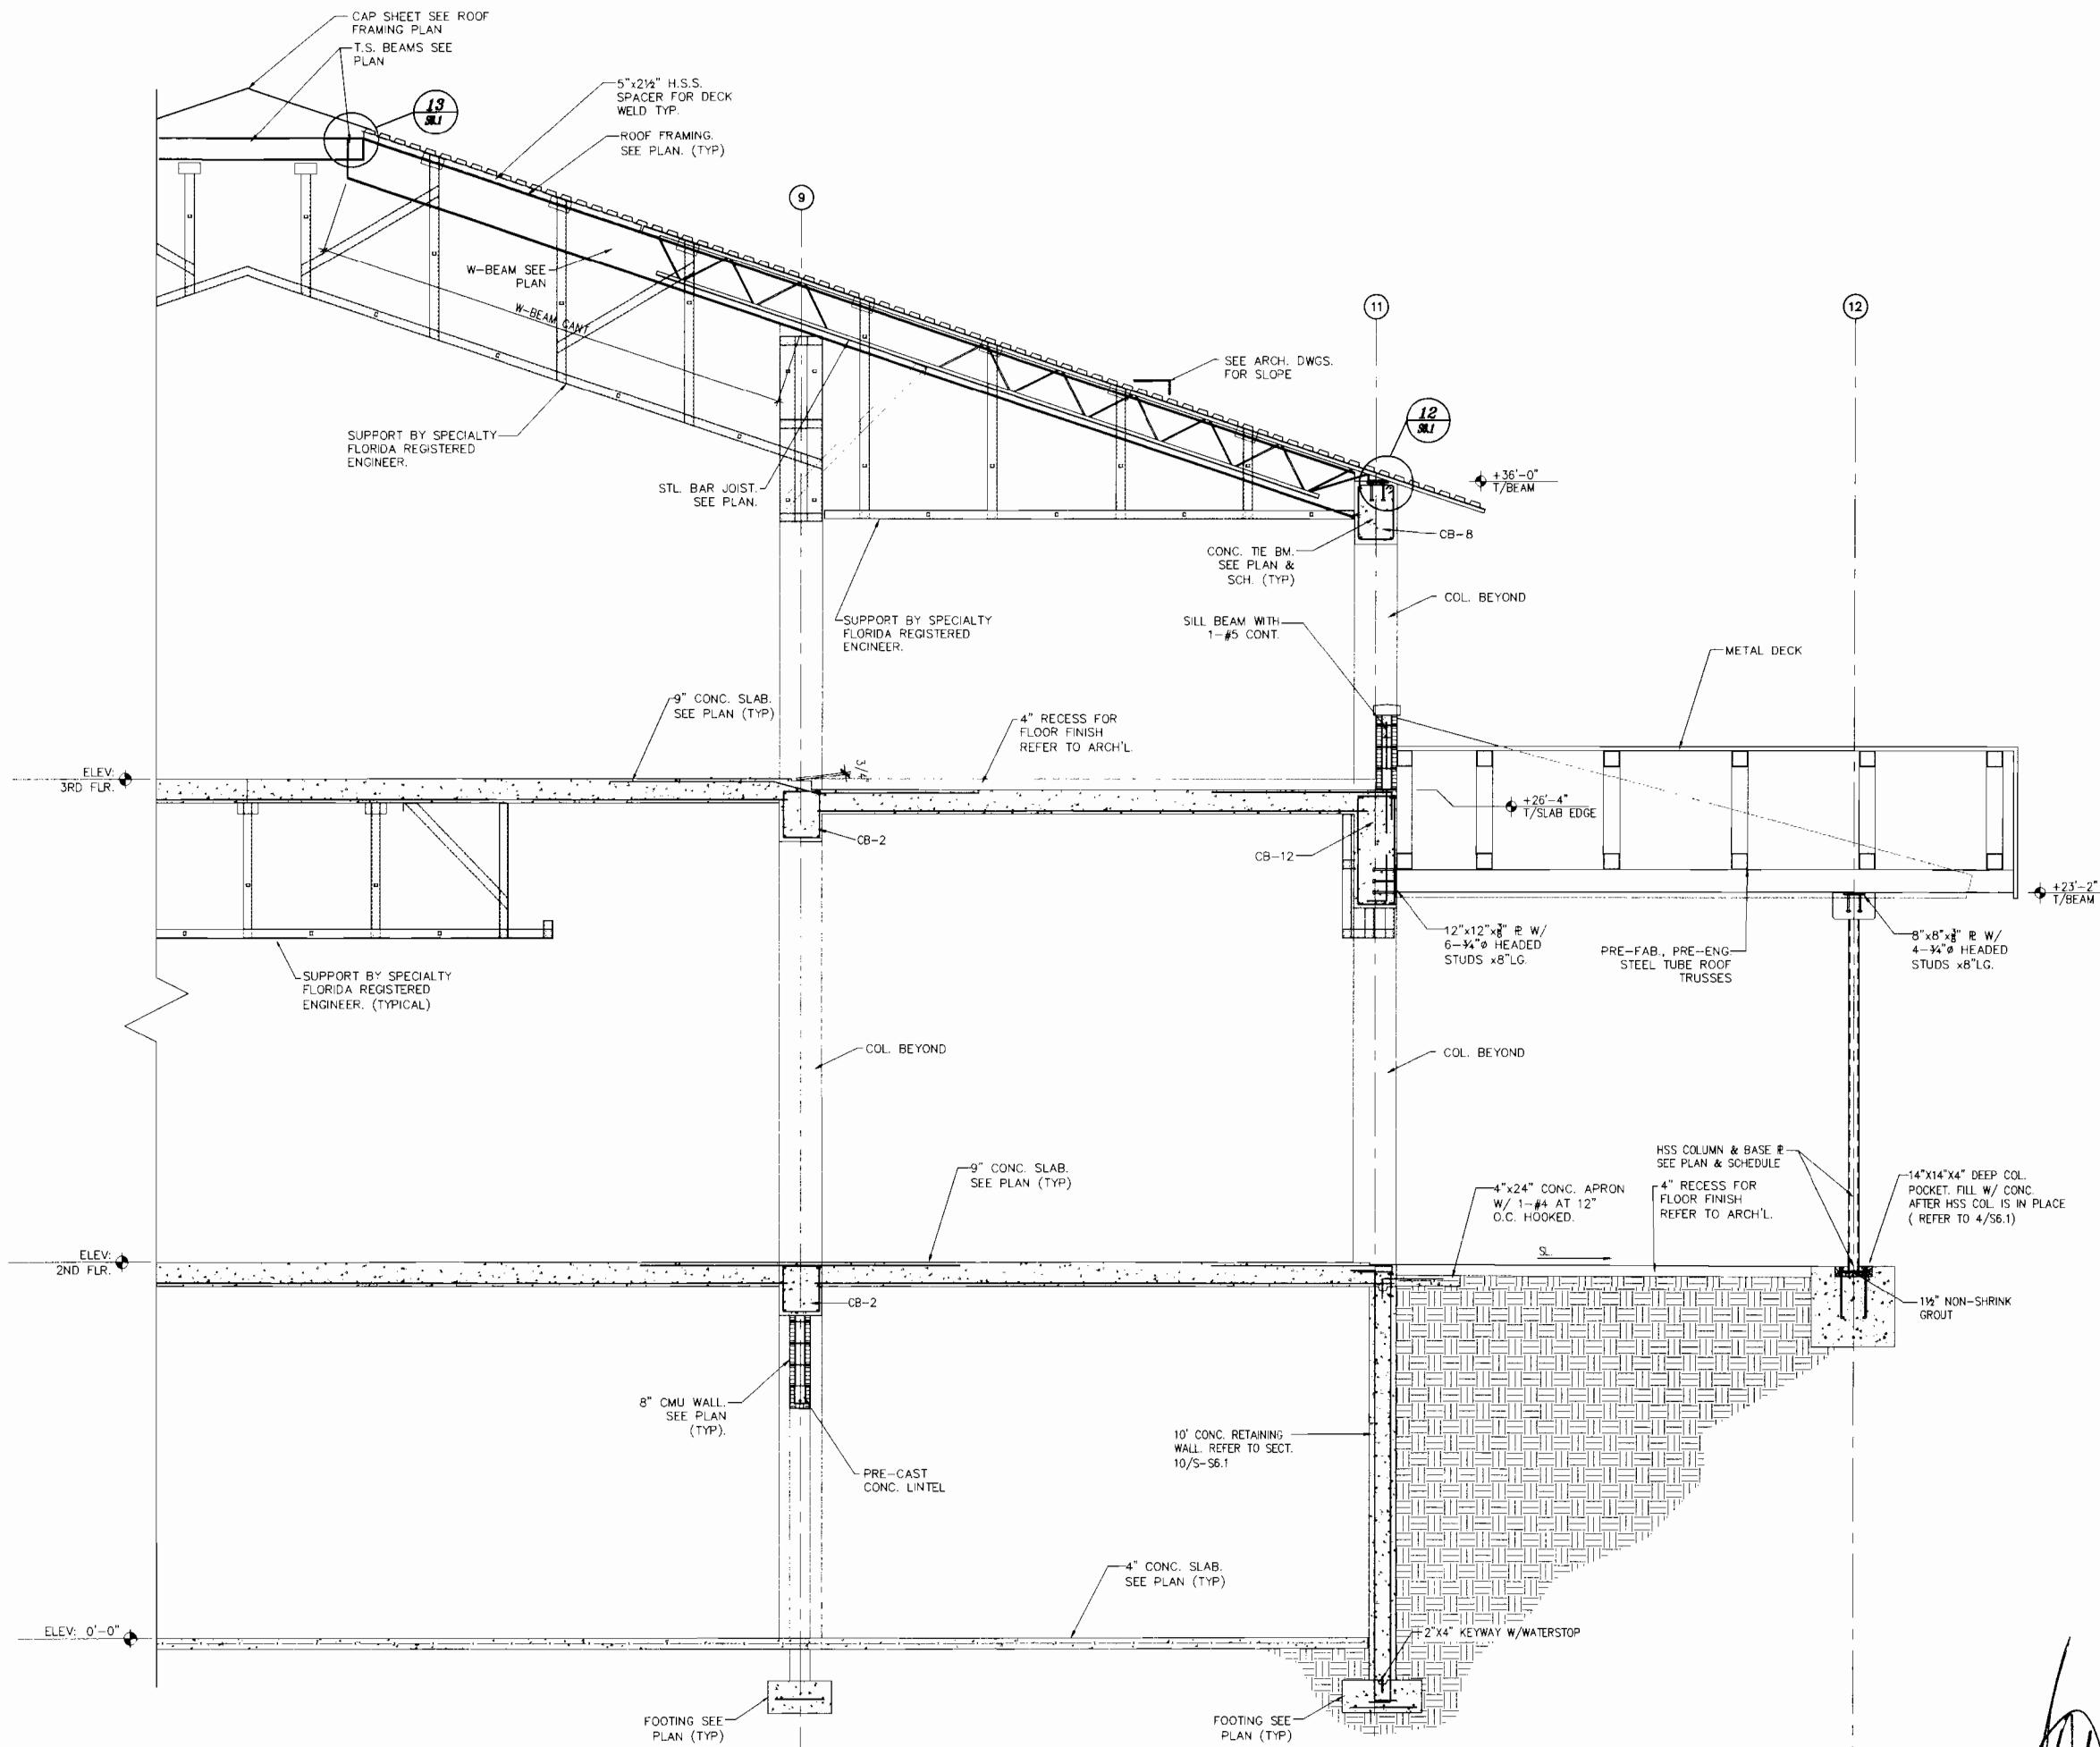 CAP SHEET SEE ROOF
FRAMING PLAN
T.S. BEAMS SEE
PLAN
13
5"x2½" H.S.S.
SPACER FOR DECK
WELD TYP.
ROOF FRAMING.
SEE PLAN. (TYP)
9
W-BEAM SEE
PLAN
W-BEAM CANT
11
12
SEE ARCH. DWGS.
FOR SLOPE
12
SUPPORT BY SPECIALTY
FLORIDA REGISTERED
ENGINEER.
STL. BAR JOIST.
SEE PLAN.
+36'-0"
T/BEAM
CB-8
CONC. TIE BM.
SEE PLAN &
SCH. (TYP)
COL. BEYOND
SUPPORT BY SPECIALTY
FLORIDA REGISTERED
ENGINEER.
SILL BEAM WITH
1-#5 CONT.
METAL DECK
9" CONC. SLAB.
SEE PLAN (TYP)
4" RECESS FOR
FLOOR FINISH
REFER TO ARCH'L.
3/4
ELEV:
3RD FLR.
+26'-4"
T/SLAB EDGE
CB-2
CB-12
+23'-2"
T/BEAM
12"x12"x⅜" ⅊ W/
6-¾"ø HEADED
STUDS x8"LG.
PRE-FAB., PRE-ENG.
STEEL TUBE ROOF
TRUSSES
8"x8"x⅜" ⅊ W/
4-¾"ø HEADED
STUDS x8"LG.
SUPPORT BY SPECIALTY
FLORIDA REGISTERED
ENGINEER. (TYPICAL)
COL. BEYOND
COL. BEYOND
9" CONC. SLAB.
SEE PLAN (TYP)
HSS COLUMN & BASE ⅊
SEE PLAN & SCHEDULE
4"x24" CONC. APRON
W/ 1-#4 AT 12"
O.C. HOOKED.
4" RECESS FOR
FLOOR FINISH
REFER TO ARCH'L.
14"X14"X4" DEEP COL.
POCKET. FILL W/ CONC.
AFTER HSS COL. IS IN PLACE
( REFER TO 4/S6.1)
SL.
ELEV:
2ND FLR.
CB-2
1½" NON-SHRINK
GROUT
8" CMU WALL.
SEE PLAN
(TYP).
10' CONC. RETAINING
WALL. REFER TO SECT.
10/S-S6.1
PRE-CAST
CONC. LINTEL
4" CONC. SLAB.
SEE PLAN (TYP)
ELEV: 0'-0"
2"X4" KEYWAY W/WATERSTOP
FOOTING SEE
PLAN (TYP)
FOOTING SEE
PLAN (TYP)